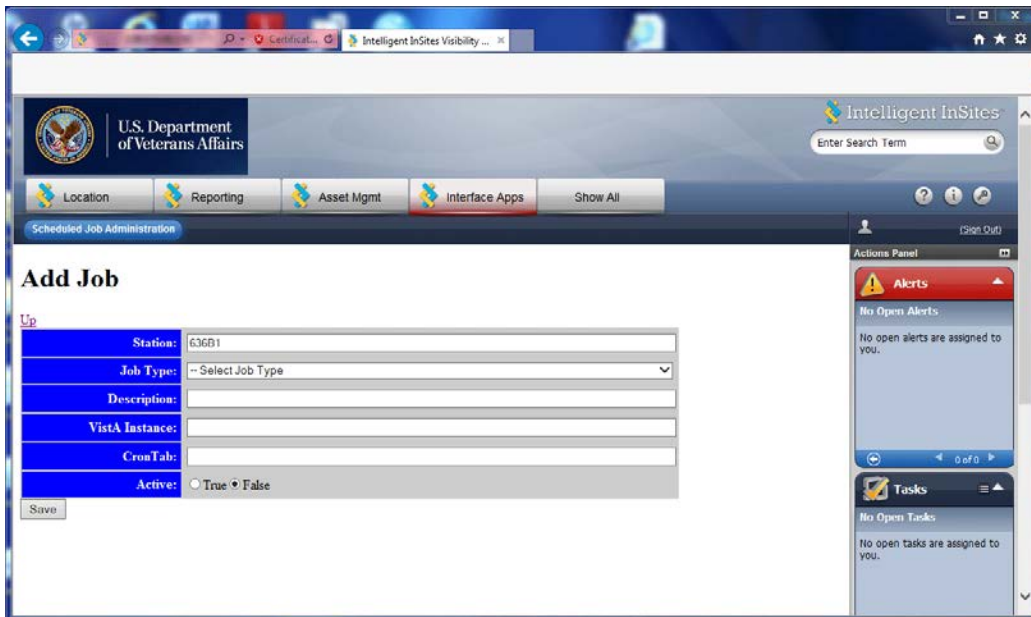 Certificat...
Intelligent InSites Visibility ...
U.S. Department
of Veterans Affairs
Intelligent InSites
Enter Search Term
Location
Reporting
Asset Mgmt
Interface Apps
Show All
Scheduled Job Administration
(Sign Out)
Actions Panel
Add Job
Up
Station: 636B1
Job Type: -- Select Job Type
Description:
VistA Instance:
CronTab:
Active: True False
Save
Alerts
No Open Alerts
No open alerts are assigned to
you.
0 of 0
Tasks
No Open Tasks
No open tasks are assigned to
you.